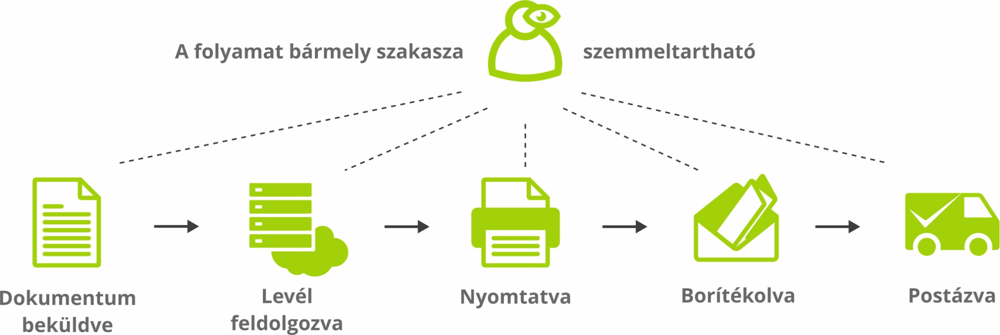 A folyamat bármely szakasza szemmeltartható
Dokumentum
beküldve
Levél
feldolgozva
Nyomtatva
Borítékolva
Postázva